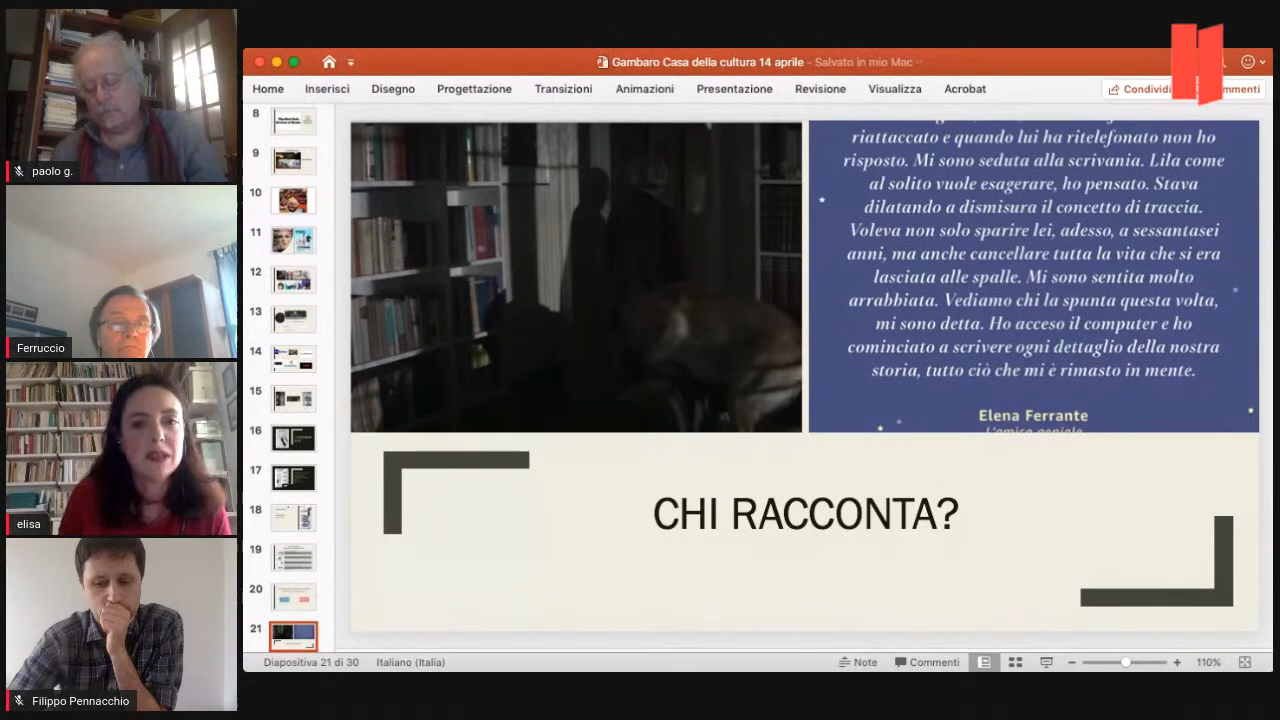 paolo g.
Ferruccio
elisa
Filippo Pennacchio
Gambaro Casa della cultura 14 aprile - Salvato in mio Mac
Home Inserisci Disegno Progettazione Transizioni Animazioni Presentazione Revisione Visualizza Acrobat Condividi
8
9
10
11
12
13
14
15
16
17
18
19
20
21
riattaccato e quando lui ha ritelefonato non ho
risposto. Mi sono seduta alla scrivania. Lila come
al solito vuole esagerare, ho pensato. Stava
dilatando a dismisura il concetto di traccia.
Voleva non solo sparire lei, adesso, a sessantasei
anni, ma anche cancellare tutta la vita che si era
lasciata alle spalle. Mi sono sentita molto
arrabbiata. Vediamo chi la spunta questa volta,
mi sono detta. Ho acceso il computer e ho
cominciato a scrivere ogni dettaglio della nostra
storia, tutto ciò che mi è rimasto in mente.
Elena Ferrante
L'amica geniale
CHI RACCONTA?
Diapositiva 21 di 30 Italiano (Italia) Note Commenti 110%